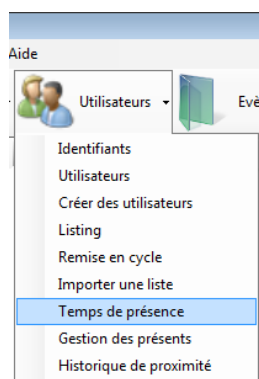 Aide
Utilisateurs
Evè
Identifiants
Utilisateurs
Créer des utilisateurs
Listing
Remise en cycle
Importer une liste
Temps de présence
Gestion des présents
Historique de proximité